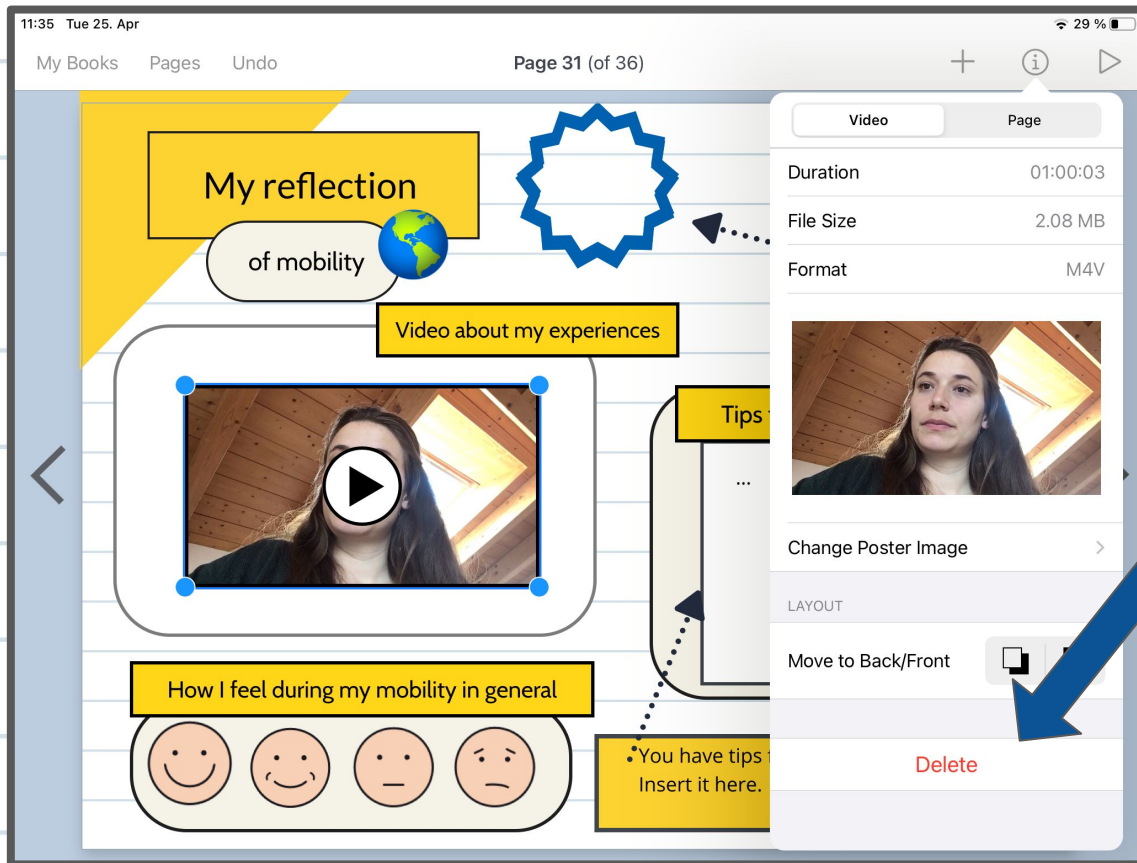 11:35 Tue 25. Apr
29 %
My Books Pages Undo
Page 31 (of 36)
My reflection
of mobility
Video about my experiences
Tips
...
How I feel during my mobility in general
You have tips
Insert it here.
Video Page
Duration 01:00:03
File Size 2.08 MB
Format M4V
Change Poster Image
LAYOUT
Move to Back/Front
Delete